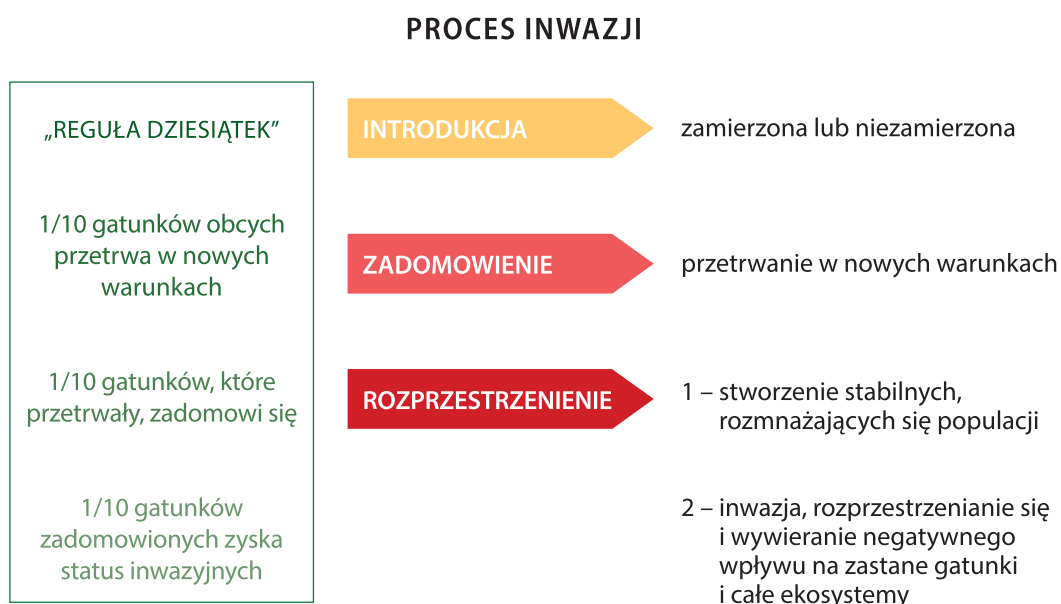 PROCES INWAZJI
„REGUŁA DZIESIĄTEK”
1/10 gatunków obcych
przetrwa w nowych
warunkach
1/10 gatunków, które
przetrwały, zadomowi się
1/10 gatunków
zadomowionych zyska
status inwazyjnych
INTRODUKCJA
zamierzona lub niezamierzona
ZADOMOWIENIE
przetrwanie w nowych warunkach
ROZPRZESTRZENIENIE
1 – stworzenie stabilnych,
rozmnażających się populacji
2 – inwazja, rozprzestrzenianie się
i wywieranie negatywnego
wpływu na zastane gatunki
i całe ekosystemy